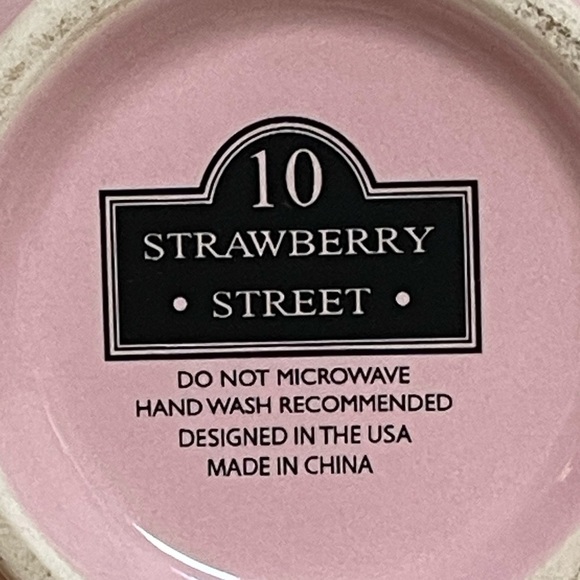 10
STRAWBERRY
• STREET •
DO NOT MICROWAVE
HAND WASH RECOMMENDED
DESIGNED IN THE USA
MADE IN CHINA